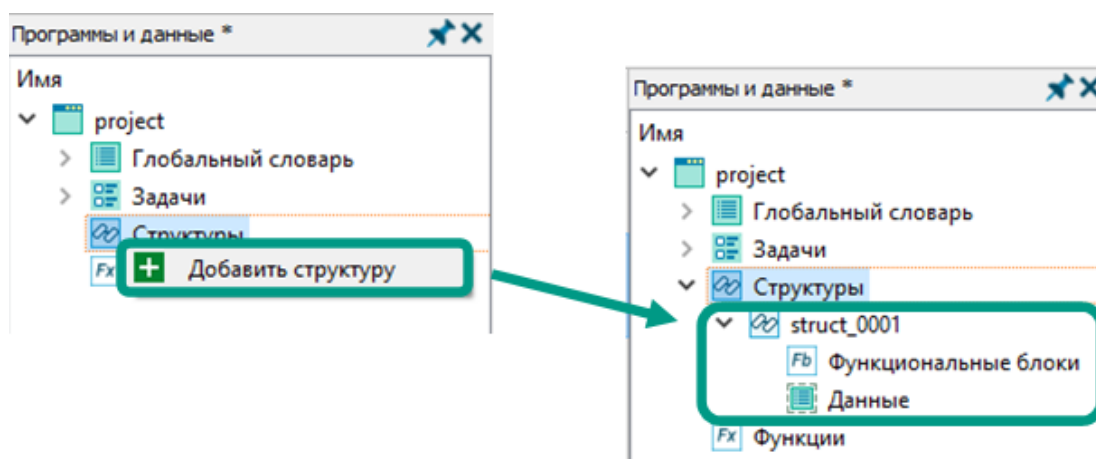 Программы и данные *
Имя
project
Глобальный словарь
Задачи
Структуры
Fx
Добавить структуру
Программы и данные *
Имя
project
Глобальный словарь
Задачи
Структуры
struct_0001
Fb Функциональные блоки
Данные
Fx Функции